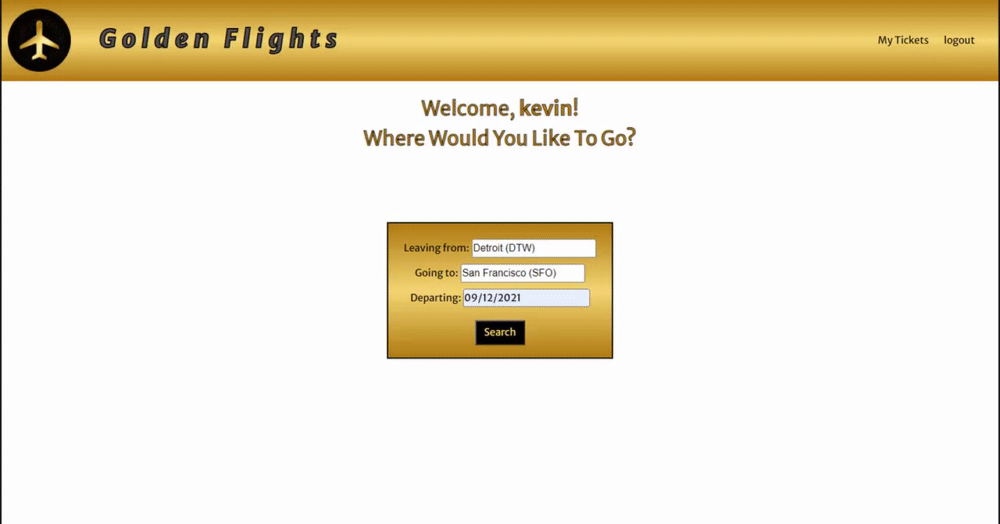 Golden Flights
My Tickets logout
Welcome, kevin!
Where Would You Like To Go?
Leaving from: Detroit (DTW)
Going to: San Francisco (SFO)
Departing: 09/12/2021
Search